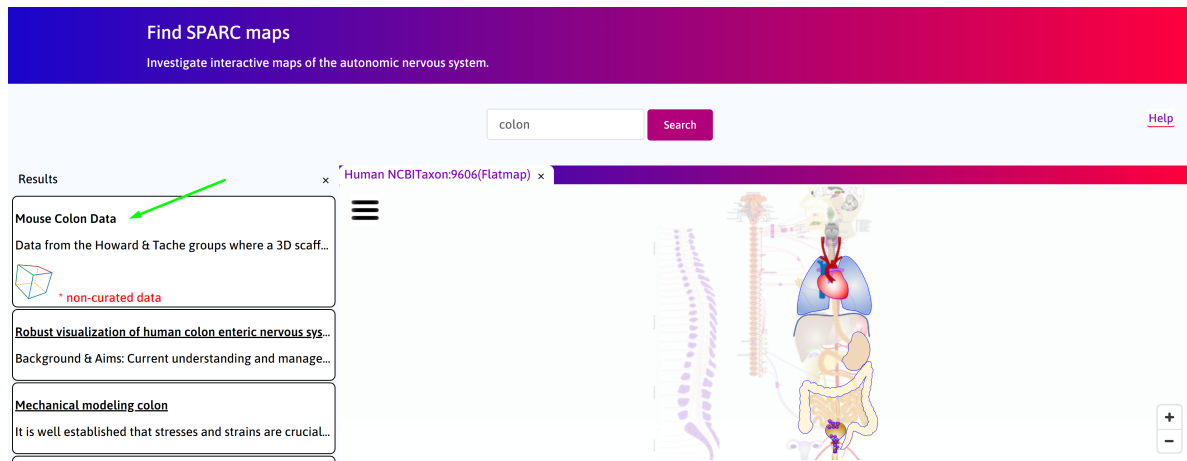 Find SPARC maps
Investigate interactive maps of the autonomic nervous system.
colon
Search
Help
Results
×
Human NCBITaxon:9606(Flatmap) ×
Mouse Colon Data
Data from the Howard & Tache groups where a 3D scaff...
* non-curated data
Robust visualization of human colon enteric nervous sys...
Background & Aims: Current understanding and manage...
Mechanical modeling colon
It is well established that stresses and strains are crucial...
+
−